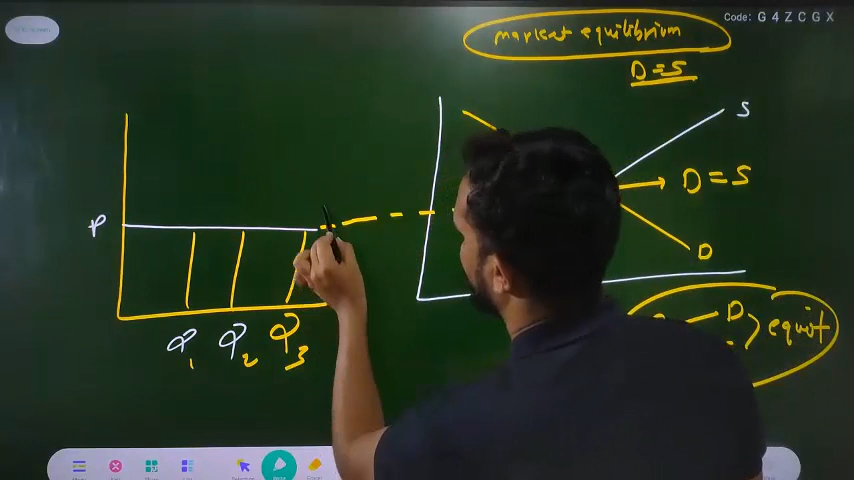 Code: G 4 Z C G X
market equilibrium
D = S
S
D = S
P
D
D
equit
Q1 Q2 Q3